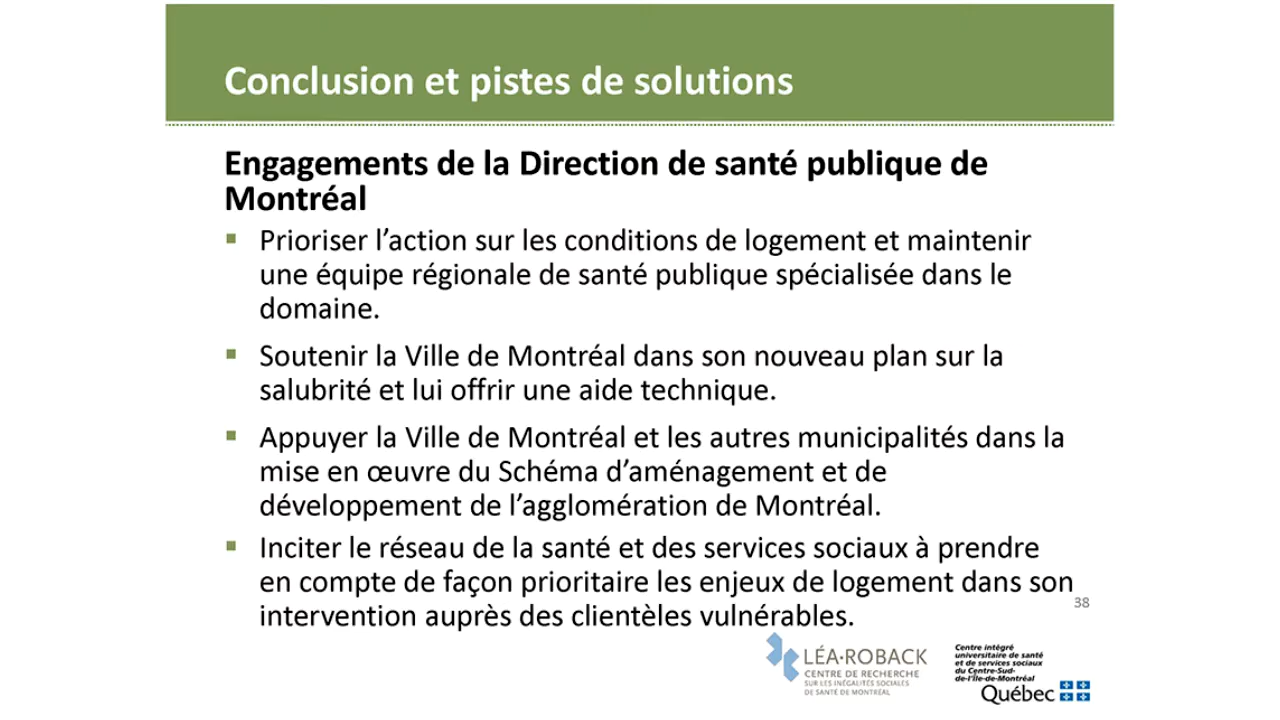 Conclusion et pistes de solutions
Engagements de la Direction de santé publique de
Montréal
▪ Prioriser l’action sur les conditions de logement et maintenir
une équipe régionale de santé publique spécialisée dans le
domaine.
▪ Soutenir la Ville de Montréal dans son nouveau plan sur la
salubrité et lui offrir une aide technique.
▪ Appuyer la Ville de Montréal et les autres municipalités dans la
mise en œuvre du Schéma d’aménagement et de
développement de l’agglomération de Montréal.
▪ Inciter le réseau de la santé et des services sociaux à prendre
en compte de façon prioritaire les enjeux de logement dans son
intervention auprès des clientèles vulnérables.
38
LÉA·ROBACK
CENTRE DE RECHERCHE
SUR LES INÉGALITÉS SOCIALES
DE SANTÉ DE MONTRÉAL
Centre intégré
universitaire de santé
et de services sociaux
du Centre-Sud-
de-l’Île-de-Montréal
Québec